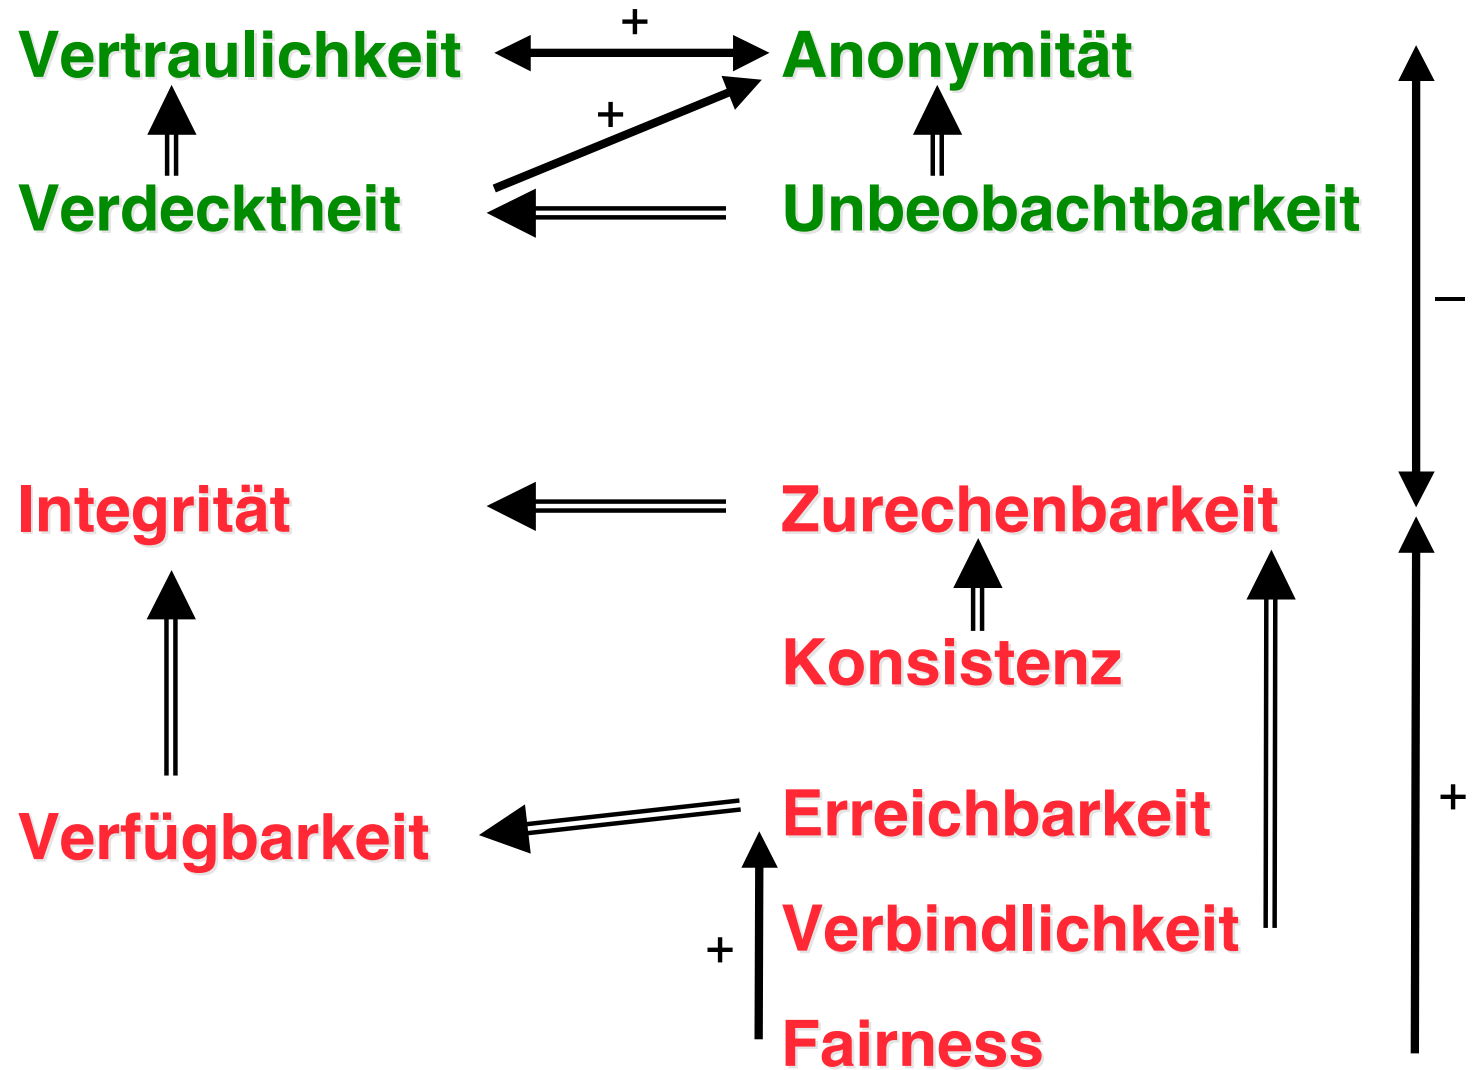 Vertraulichkeit + Anonymität
+
Verdecktheit Unbeobachtbarkeit
–
Integrität Zurechenbarkeit
Konsistenz
Erreichbarkeit +
Verfügbarkeit
Verbindlichkeit
+
Fairness